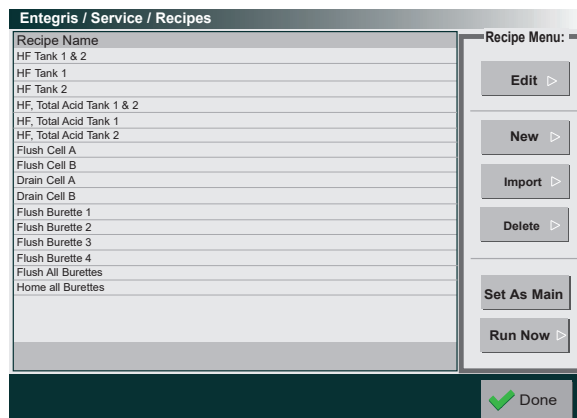 Entegris / Service / Recipes
Recipe Name
HF Tank 1 & 2
HF Tank 1
HF Tank 2
HF, Total Acid Tank 1 & 2
HF, Total Acid Tank 1
HF, Total Acid Tank 2
Flush Cell A
Flush Cell B
Drain Cell A
Drain Cell B
Flush Burette 1
Flush Burette 2
Flush Burette 3
Flush Burette 4
Flush All Burettes
Home all Burettes
Recipe Menu:
Edit
New
Import
Delete
Set As Main
Run Now
Done